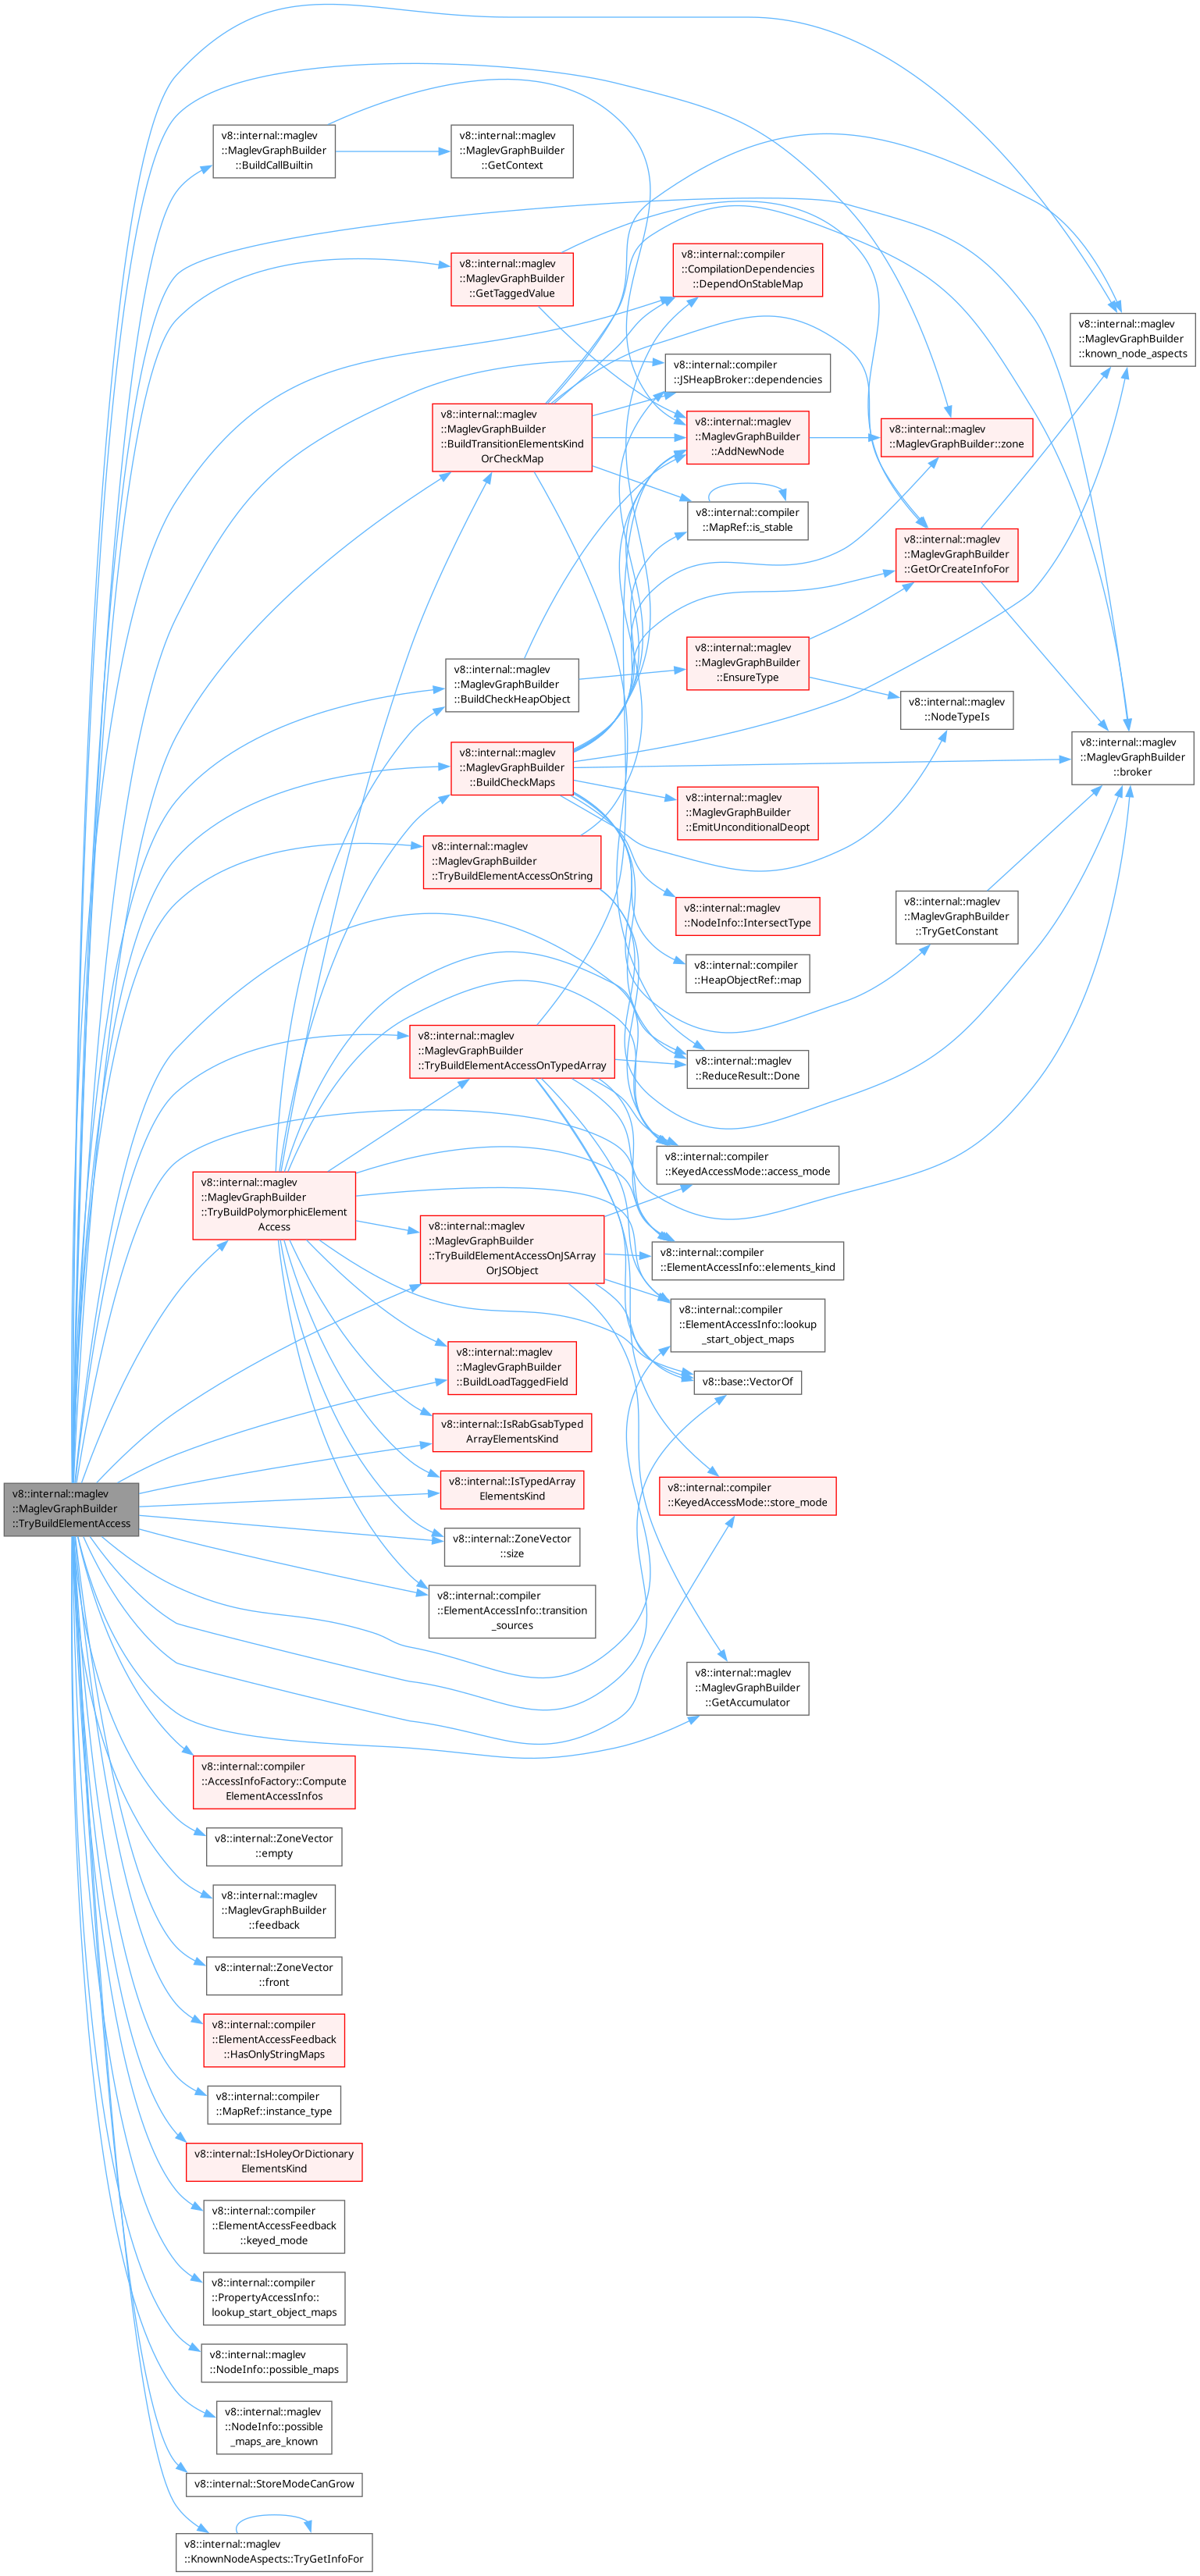 v8::internal::maglev
::MaglevGraphBuilder
::BuildCallBuiltin
v8::internal::maglev
::MaglevGraphBuilder
::GetContext
v8::internal::maglev
::MaglevGraphBuilder
::GetTaggedValue
v8::internal::compiler
::CompilationDependencies
::DependOnStableMap
v8::internal::maglev
::MaglevGraphBuilder
::known_node_aspects
v8::internal::compiler
::JSHeapBroker::dependencies
v8::internal::maglev
::MaglevGraphBuilder
::BuildTransitionElementsKind
OrCheckMap
v8::internal::maglev
::MaglevGraphBuilder
::AddNewNode
v8::internal::maglev
::MaglevGraphBuilder::zone
v8::internal::compiler
::MapRef::is_stable
v8::internal::maglev
::MaglevGraphBuilder
::GetOrCreateInfoFor
v8::internal::maglev
::MaglevGraphBuilder
::EnsureType
v8::internal::maglev
::MaglevGraphBuilder
::BuildCheckHeapObject
v8::internal::maglev
::NodeTypeIs
v8::internal::maglev
::MaglevGraphBuilder
::broker
v8::internal::maglev
::MaglevGraphBuilder
::BuildCheckMaps
v8::internal::maglev
::MaglevGraphBuilder
::EmitUnconditionalDeopt
v8::internal::maglev
::MaglevGraphBuilder
::TryBuildElementAccessOnString
v8::internal::maglev
::NodeInfo::IntersectType
v8::internal::maglev
::MaglevGraphBuilder
::TryGetConstant
v8::internal::compiler
::HeapObjectRef::map
v8::internal::maglev
::MaglevGraphBuilder
::TryBuildElementAccessOnTypedArray
v8::internal::maglev
::ReduceResult::Done
v8::internal::compiler
::KeyedAccessMode::access_mode
v8::internal::maglev
::MaglevGraphBuilder
::TryBuildPolymorphicElement
Access
v8::internal::maglev
::MaglevGraphBuilder
::TryBuildElementAccessOnJSArray
OrJSObject
v8::internal::compiler
::ElementAccessInfo::elements_kind
v8::internal::compiler
::ElementAccessInfo::lookup
_start_object_maps
v8::internal::maglev
::MaglevGraphBuilder
::BuildLoadTaggedField
v8::base::VectorOf
v8::internal::IsRabGsabTyped
ArrayElementsKind
v8::internal::IsTypedArray
ElementsKind
v8::internal::compiler
::KeyedAccessMode::store_mode
v8::internal::maglev
::MaglevGraphBuilder
::TryBuildElementAccess
v8::internal::ZoneVector
::size
v8::internal::compiler
::ElementAccessInfo::transition
_sources
v8::internal::maglev
::MaglevGraphBuilder
::GetAccumulator
v8::internal::compiler
::AccessInfoFactory::Compute
ElementAccessInfos
v8::internal::ZoneVector
::empty
v8::internal::maglev
::MaglevGraphBuilder
::feedback
v8::internal::ZoneVector
::front
v8::internal::compiler
::ElementAccessFeedback
::HasOnlyStringMaps
v8::internal::compiler
::MapRef::instance_type
v8::internal::IsHoleyOrDictionary
ElementsKind
v8::internal::compiler
::ElementAccessFeedback
::keyed_mode
v8::internal::compiler
::PropertyAccessInfo::
lookup_start_object_maps
v8::internal::maglev
::NodeInfo::possible_maps
v8::internal::maglev
::NodeInfo::possible
_maps_are_known
v8::internal::StoreModeCanGrow
v8::internal::maglev
::KnownNodeAspects::TryGetInfoFor